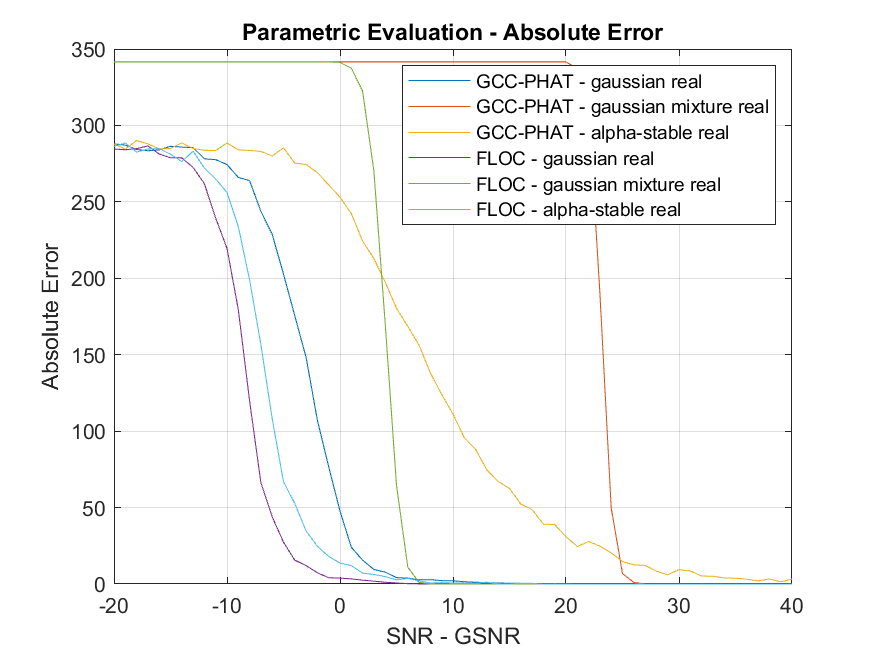 Parametric Evaluation - Absolute Error
350
300
250
200
150
100
50
0
Absolute Error
GCC-PHAT - gaussian real
GCC-PHAT - gaussian mixture real
GCC-PHAT - alpha-stable real
FLOC - gaussian real
FLOC - gaussian mixture real
FLOC - alpha-stable real
-20 -10 0 10 20 30 40
SNR - GSNR